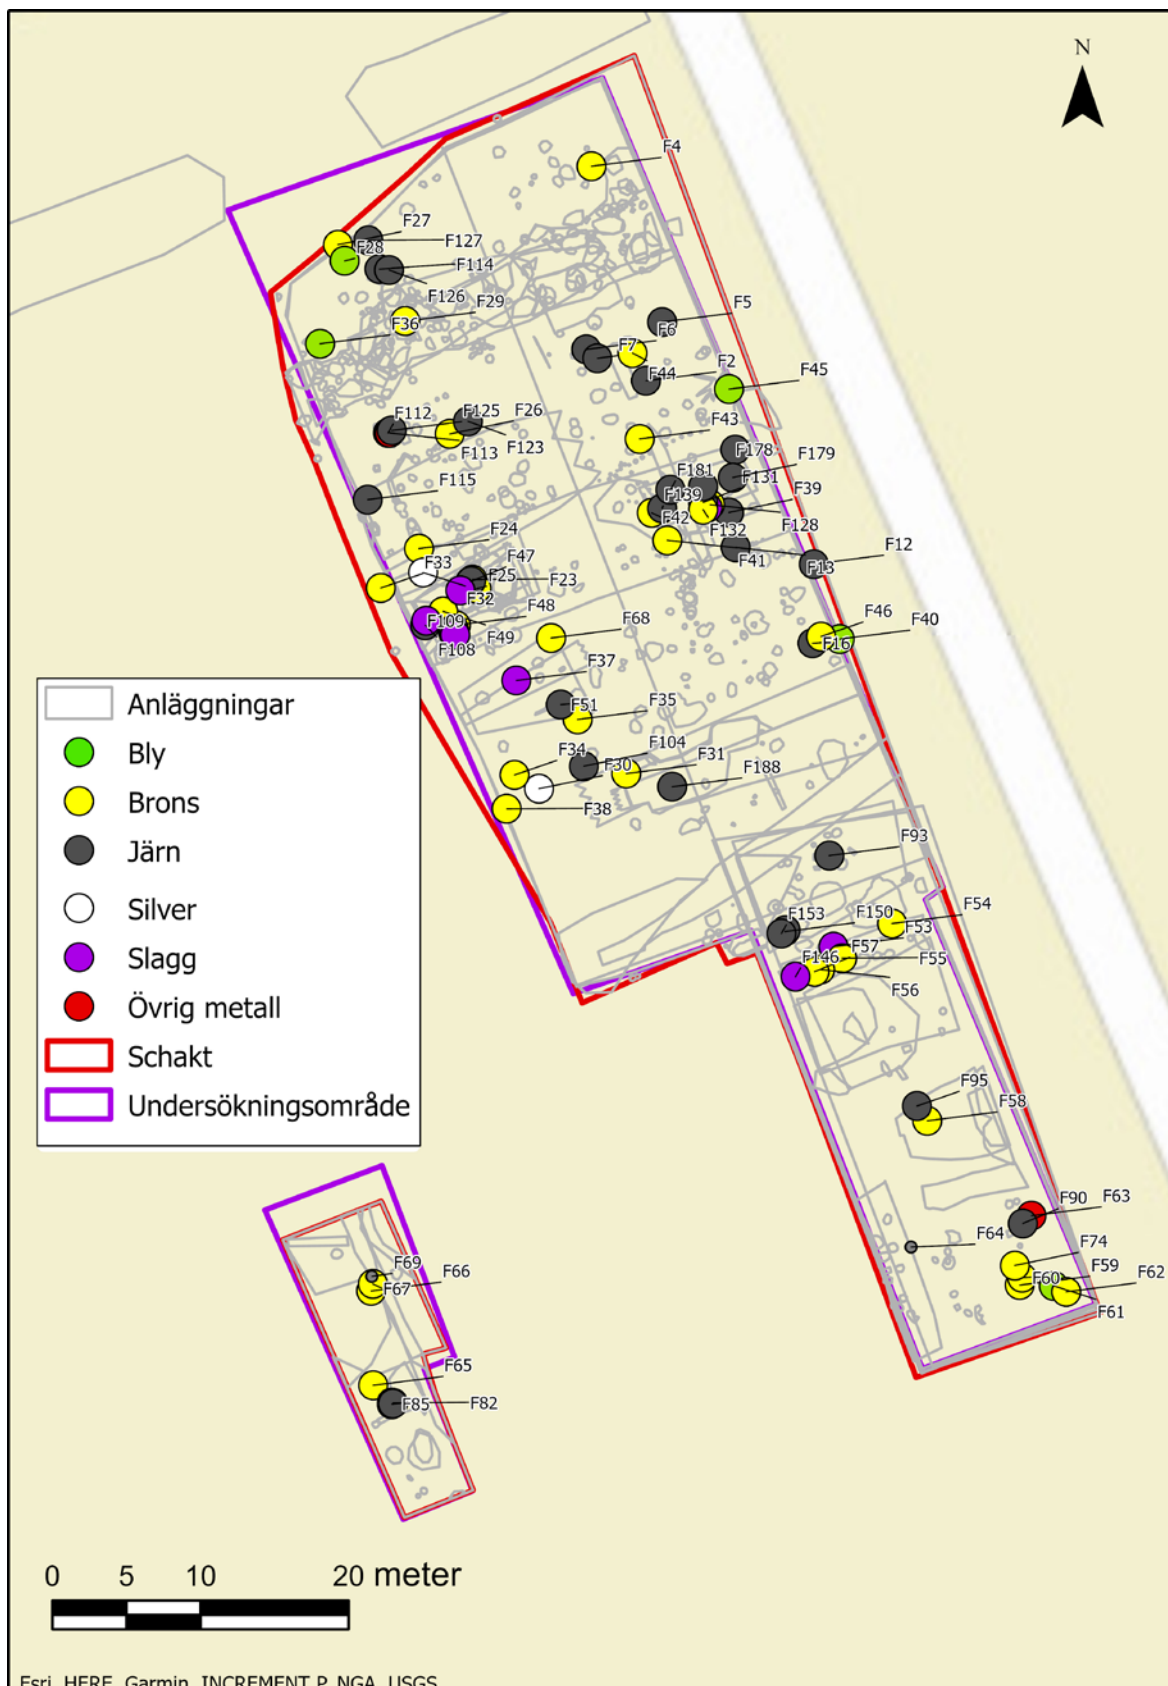 N
F4
F27
F127
F28
F114
F126
F29
F36
F5
F6
F7
F2
F44
F45
F112
F125
F26
F123
F113
F43
F178
F179
F181
F131
F115
F139
F39
F42
F128
F132
F24
F41
F12
F13
F33
F47
F25
F23
F32
F48
F46
F40
F109
F49
F68
F16
F108
F37
F51
F35
F34
F104
F30
F31
F188
F38
F93
F153
F150
F54
F53
F57
F55
F146
F56
F95
F58
F90
F63
F64
F74
F59
F60
F62
F61
F69
F66
F67
F65
F85
F82
Anläggningar
Bly
Brons
Järn
Silver
Slagg
Övrig metall
Schakt
Undersökningsområde
0 5 10 20 meter
Esri, HERE, Garmin, INCREMENT P, NGA, USGS